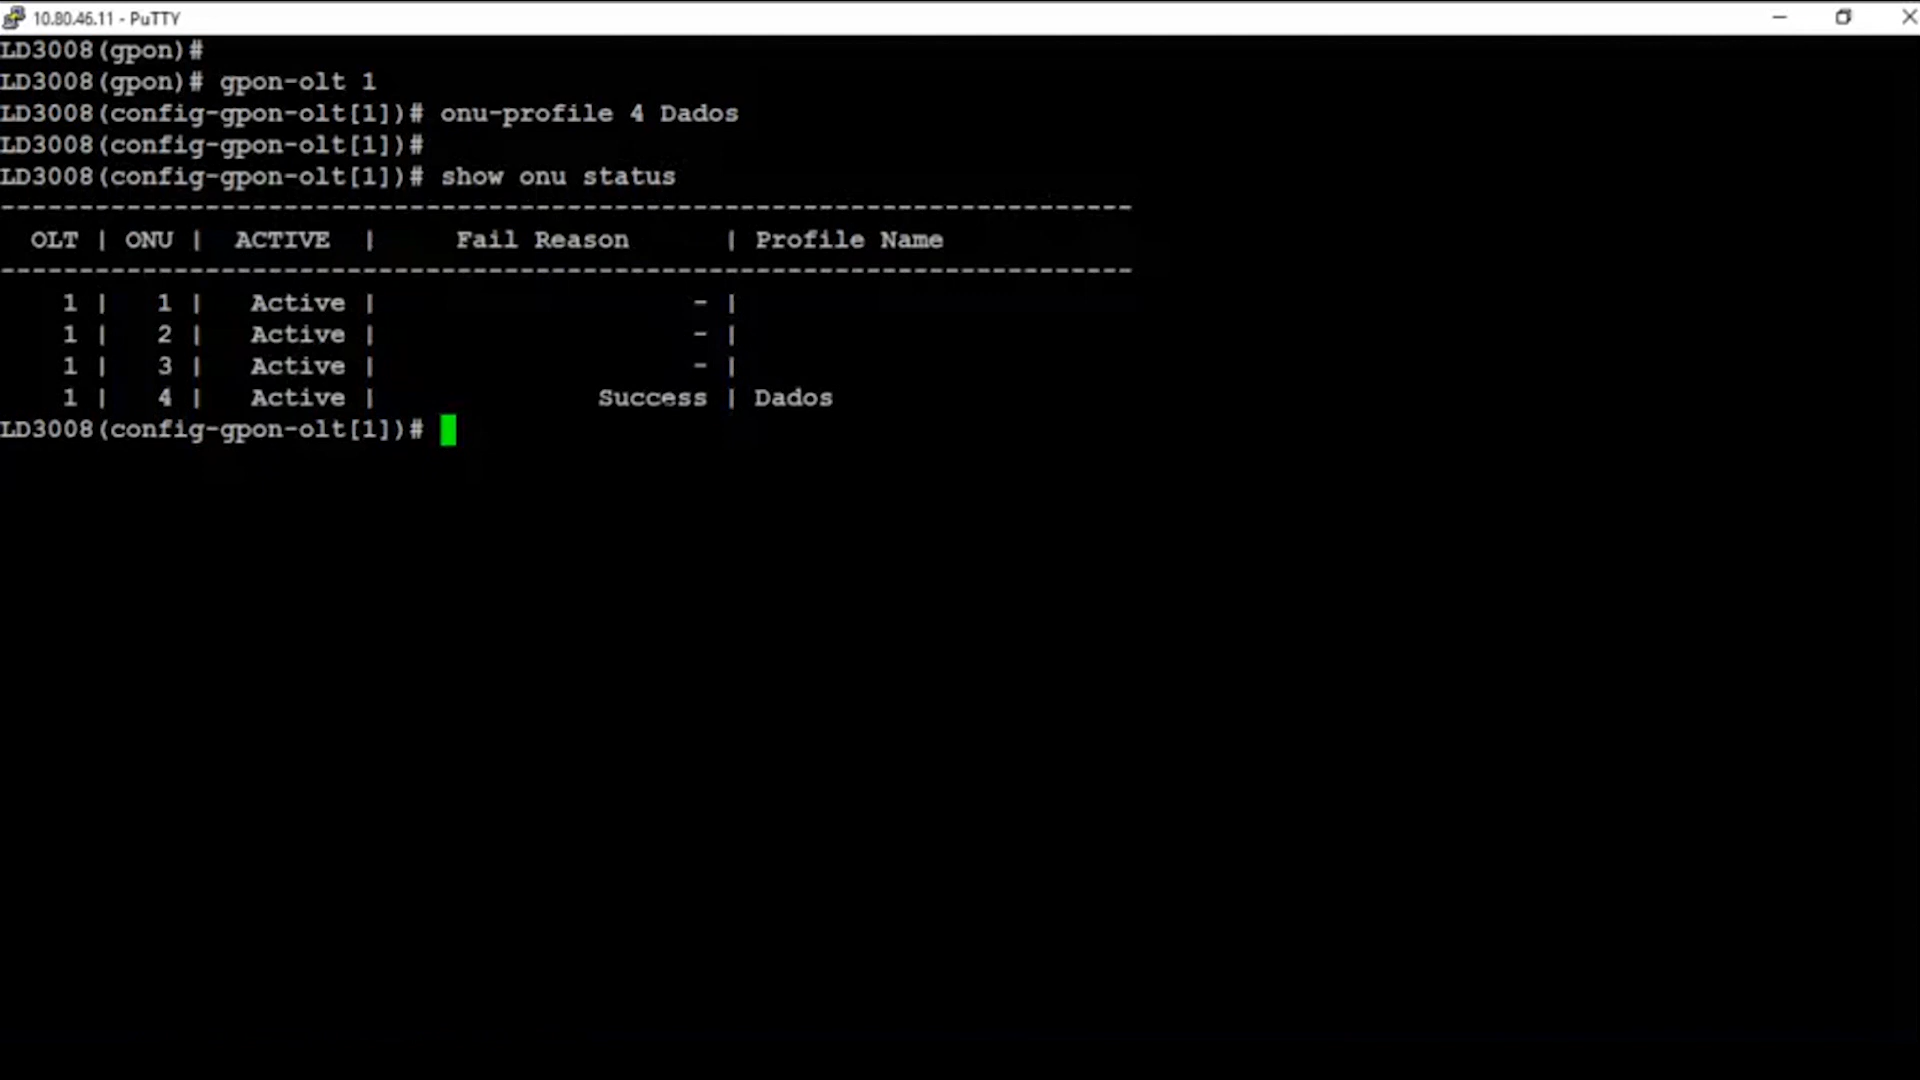 10.80.46.11 - PuTTY
LD3008(gpon)#
LD3008(gpon)# gpon-olt 1
LD3008(config-gpon-olt[1])# onu-profile 4 Dados
LD3008(config-gpon-olt[1])#
LD3008(config-gpon-olt[1])# show onu status
------------------------------------------------------------------------
  OLT | ONU |  ACTIVE  |     Fail Reason      | Profile Name
------------------------------------------------------------------------
    1 |   1 |   Active |                    - |
    1 |   2 |   Active |                    - |
    1 |   3 |   Active |                    - |
    1 |   4 |   Active |              Success | Dados
LD3008(config-gpon-olt[1])#